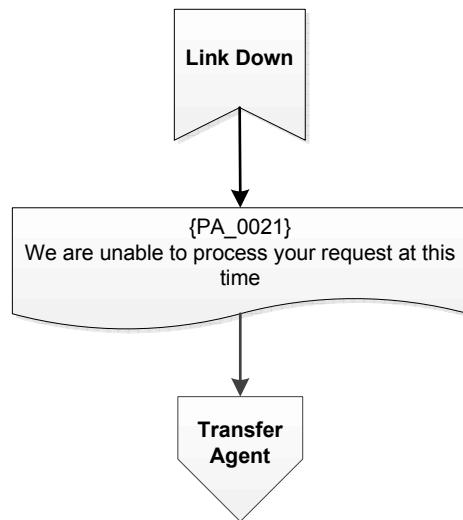 Link Down
{PA_0021}
We are unable to process your request at this
time
Transfer
Agent